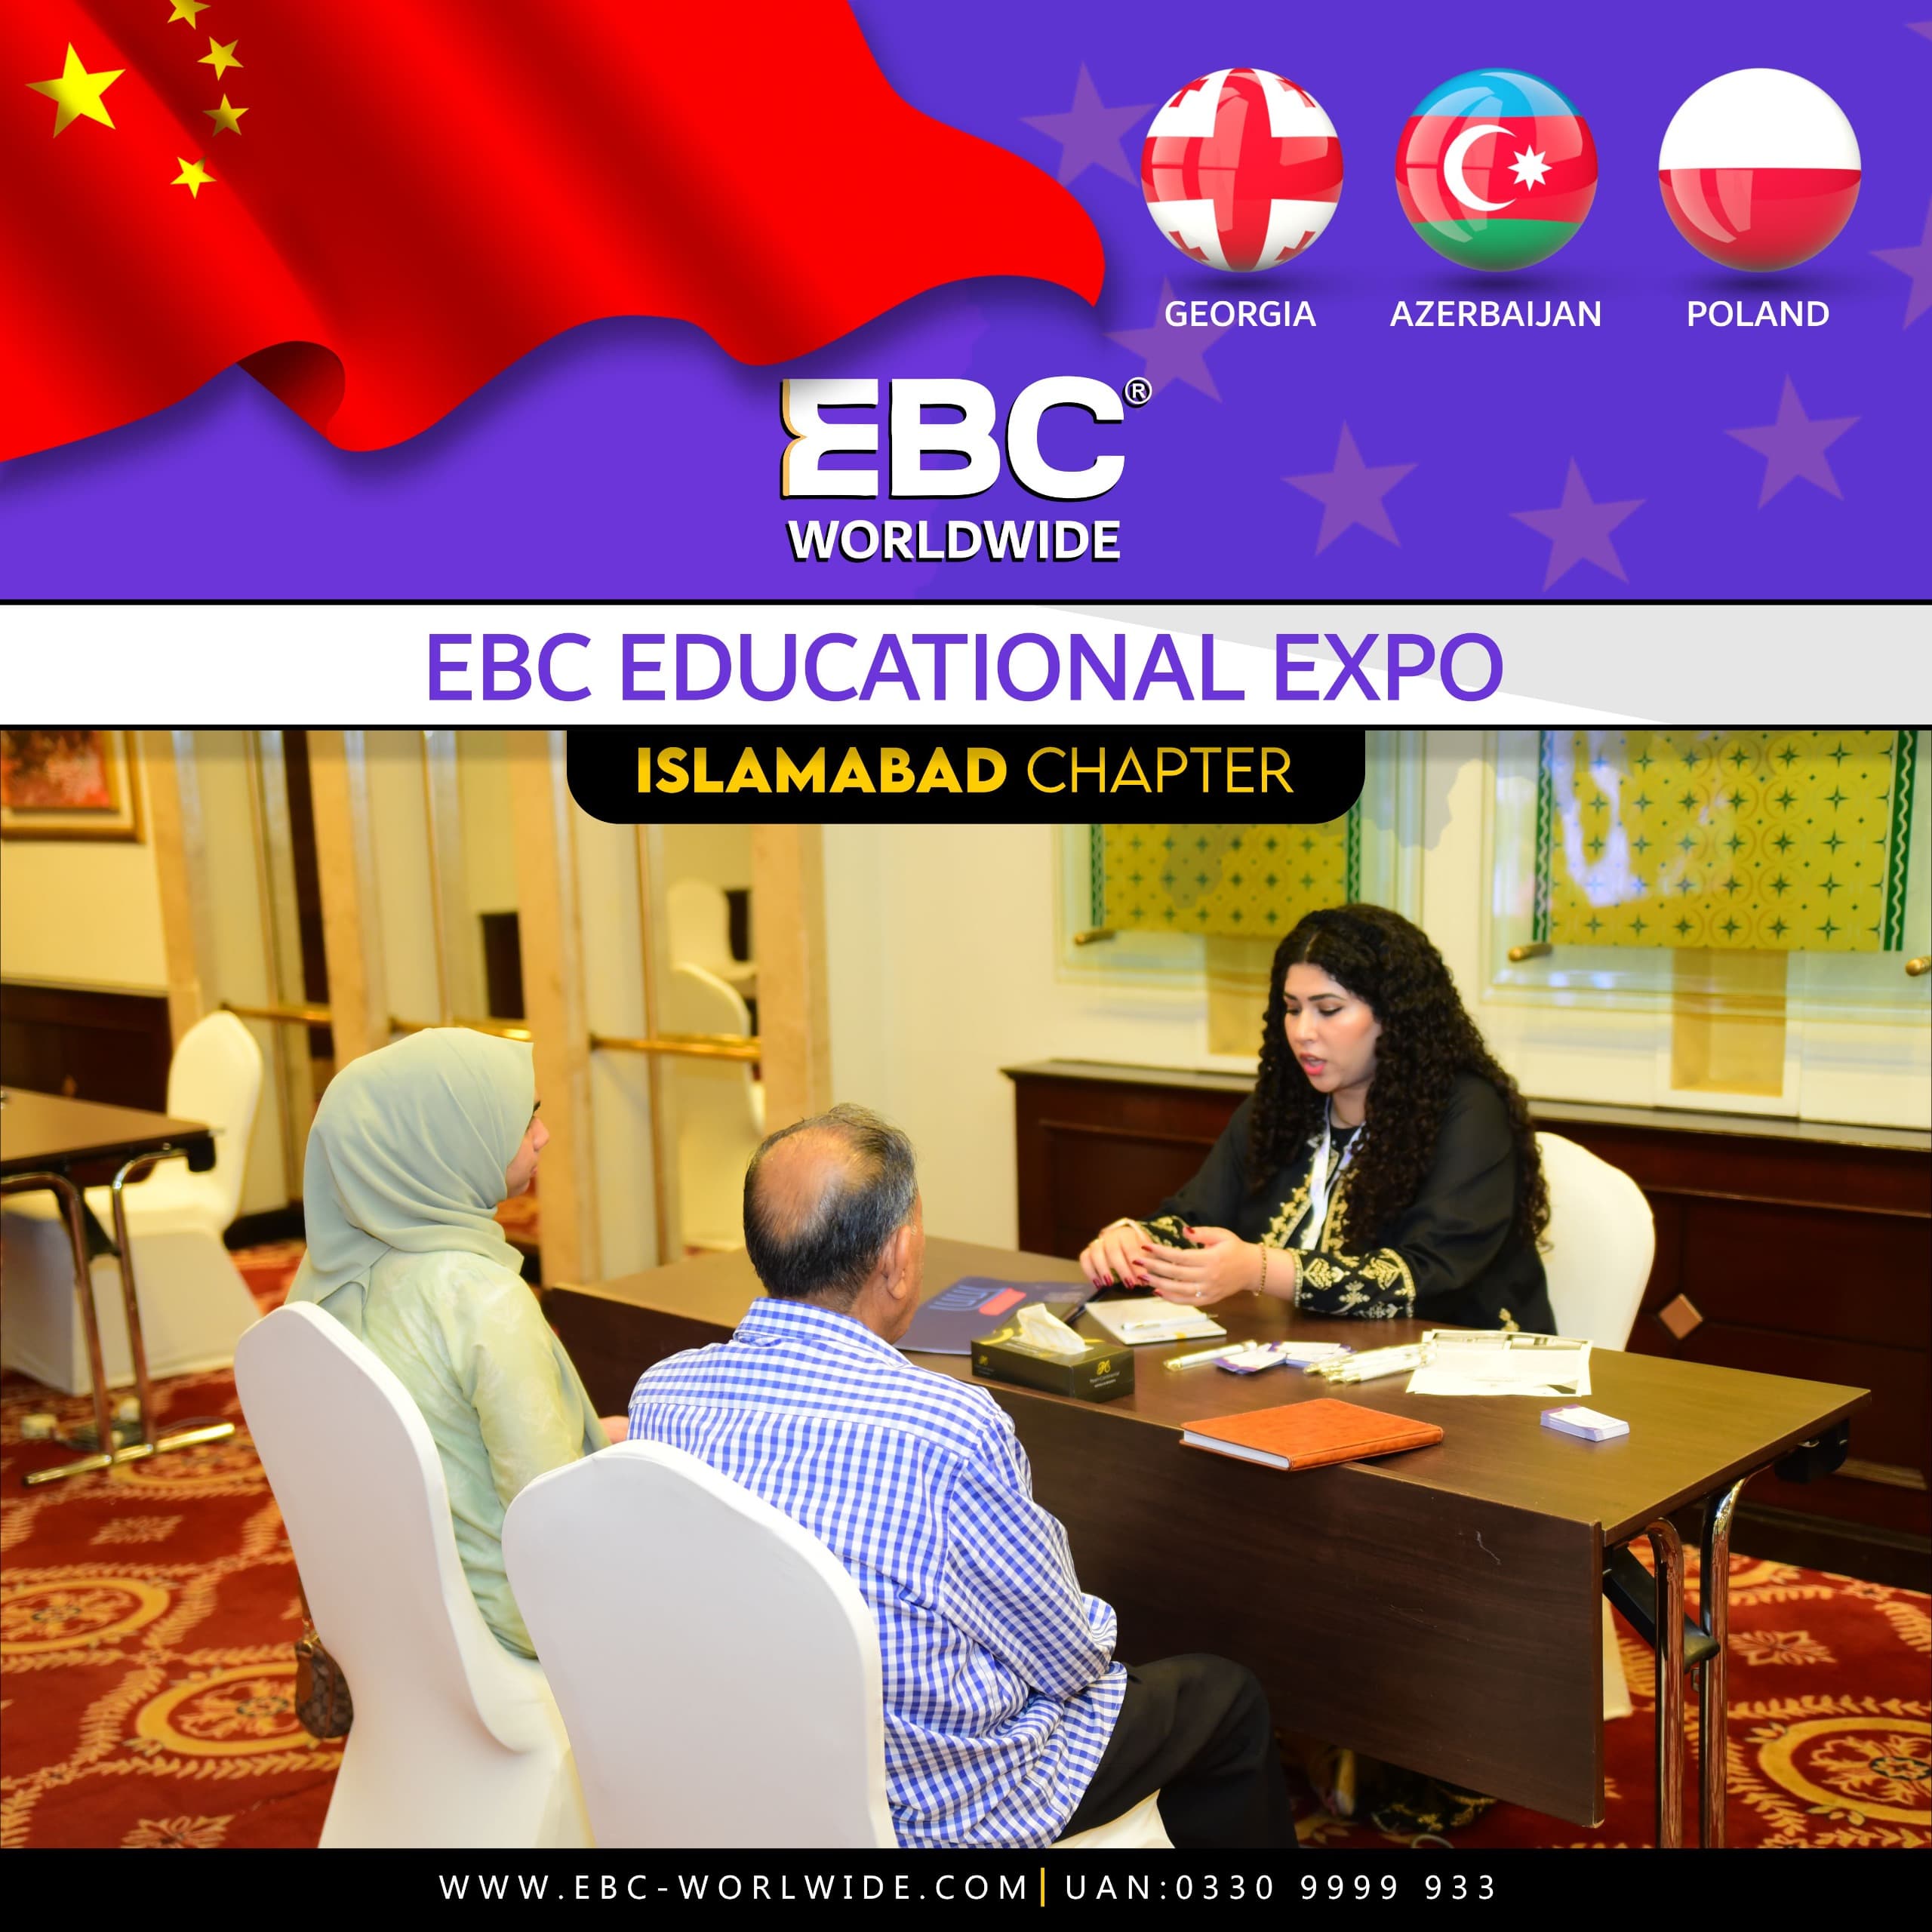 GEORGIA
AZERBAIJAN
POLAND
EBC®
WORLDWIDE
EBC EDUCATIONAL EXPO
ISLAMABAD CHAPTER
WWW.EBC-WORLWIDE.COM| UAN:0330 9999 933